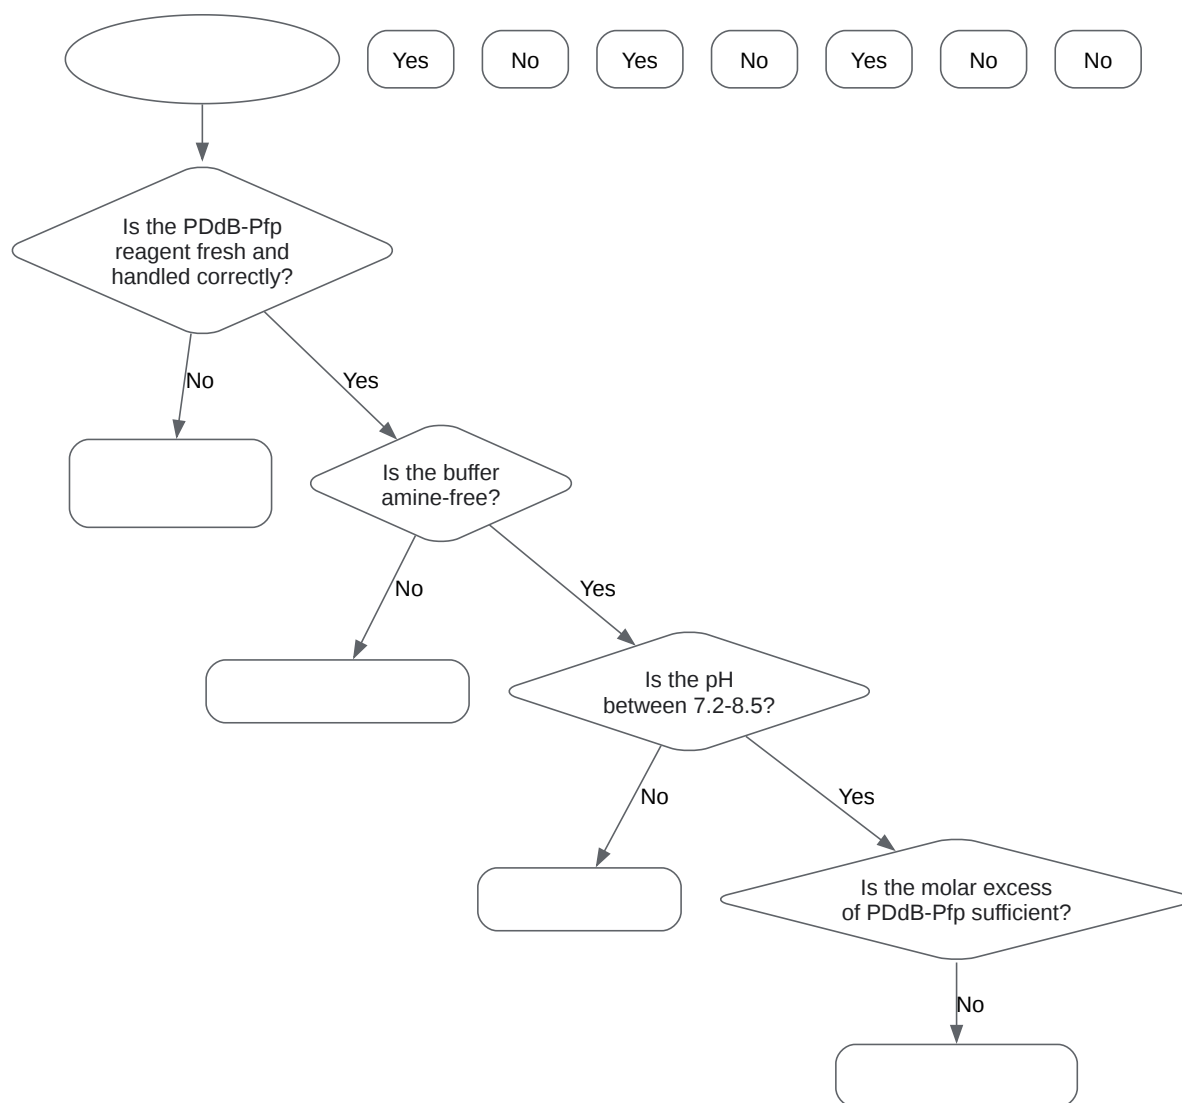 Yes
No
Yes
No
Yes
No
No
Is the PDdB-Pfp
reagent fresh and
handled correctly?
No
Yes
Is the buffer
amine-free?
No
Yes
Is the pH
between 7.2-8.5?
No
Yes
Is the molar excess
of PDdB-Pfp sufficient?
No